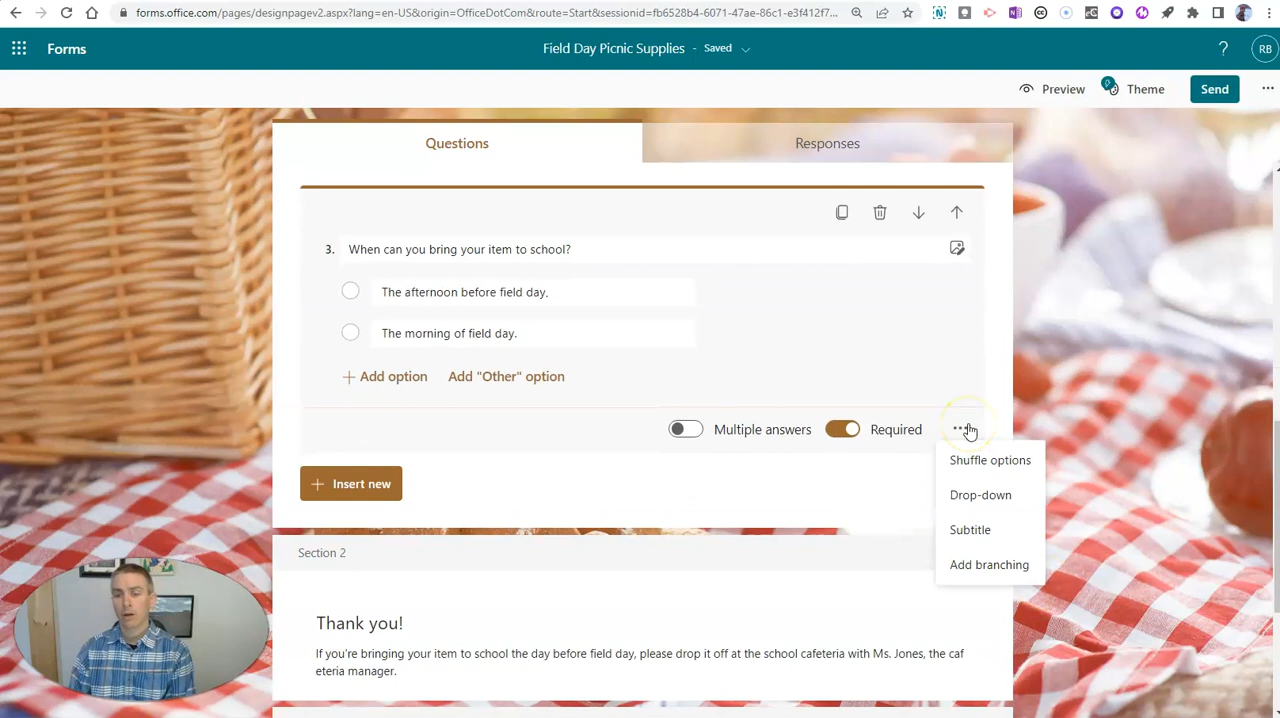 forms.office.com/pages/designpagev2.aspx?lang=en-US&origin=OfficeDotCom&route=Start&sessionid=fb6528b4-6071-47ae-86c1-e3f412f7...
Forms
Field Day Picnic Supplies - Saved
?
RB
Preview
Theme
Send
Questions
Responses
3. When can you bring your item to school?
The afternoon before field day.
The morning of field day.
Add option
Add "Other" option
Multiple answers
Required
Shuffle options
Drop-down
Subtitle
Add branching
Insert new
Section 2
Thank you!
If you're bringing your item to school the day before field day, please drop it off at the school cafeteria with Ms. Jones, the caf
eteria manager.